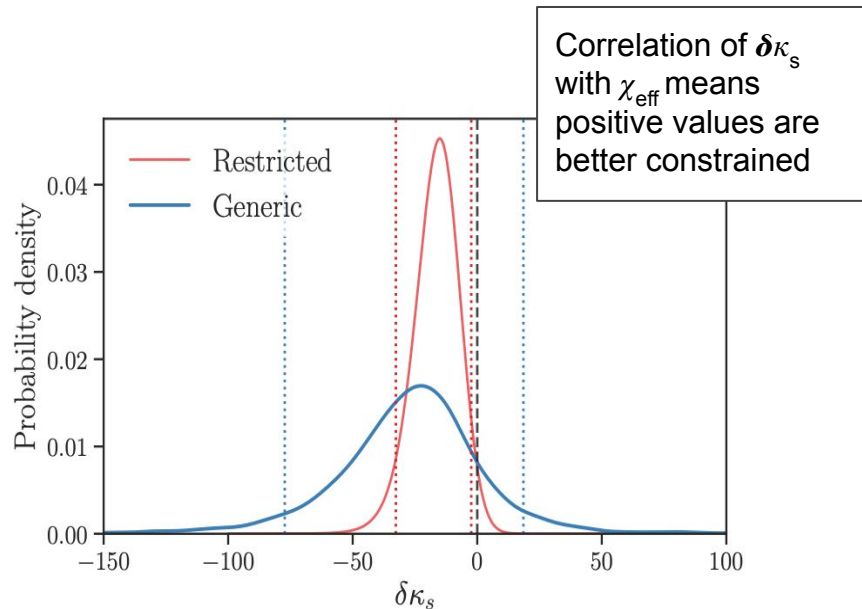 Correlation of δκs
with χeff means
positive values are
better constrained
Restricted
Generic
Probability density
0.04
0.03
0.02
0.01
0.00
−150
−100
−50
0
50
100
δκs